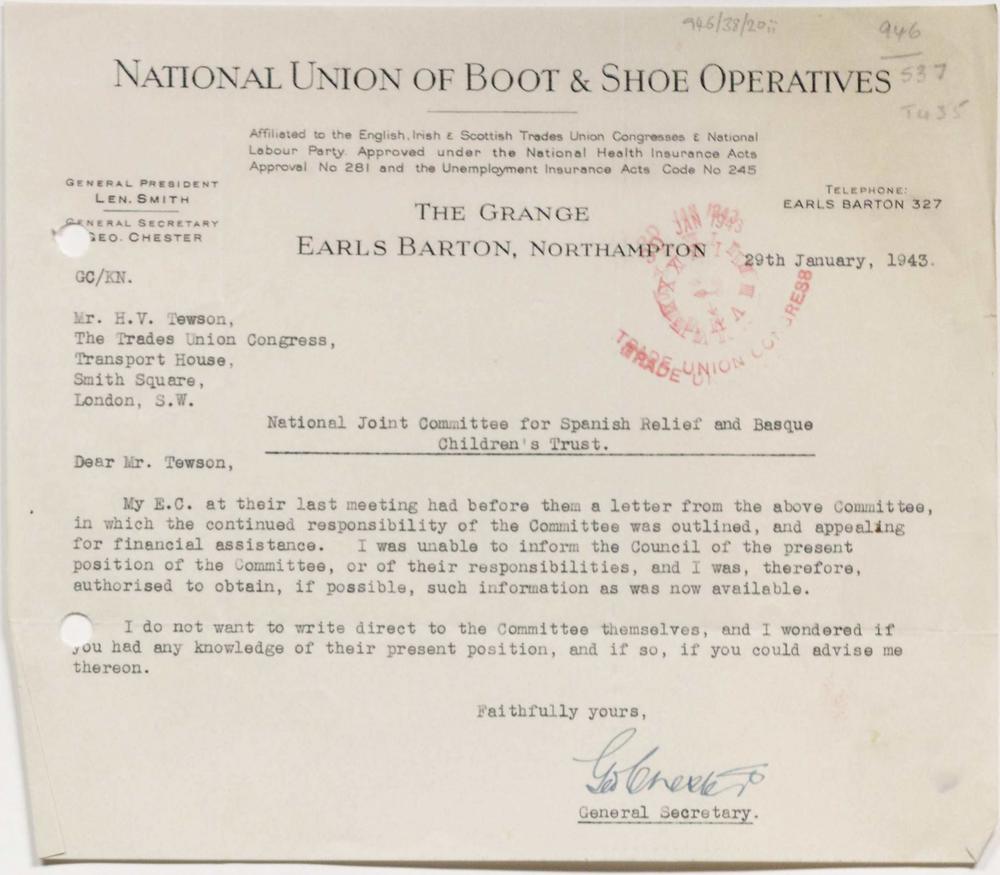 946/38/20ii
946
537
T435
NATIONAL UNION OF BOOT & SHOE OPERATIVES
Affiliated to the English, Irish & Scottish Trades Union Congresses & National
Labour Party. Approved under the National Health Insurance Acts
Approval No 281 and the Unemployment Insurance Acts Code No 245
GENERAL PRESIDENT
LEN. SMITH
GENERAL SECRETARY
GEO. CHESTER
TELEPHONE:
EARLS BARTON 327
THE GRANGE
EARLS BARTON, NORTHAMPTON
JAN 1943
TRADE UNION CONGRESS
29th January, 1943.
GC/KN.
Mr. H.V. Tewson,
The Trades Union Congress,
Transport House,
Smith Square,
London, S.W.
National Joint Committee for Spanish Relief and Basque
Children's Trust.
Dear Mr. Tewson,
My E.C. at their last meeting had before them a letter from the above Committee,
in which the continued responsibility of the Committee was outlined, and appealing
for financial assistance. I was unable to inform the Council of the present
position of the Committee, or of their responsibilities, and I was, therefore,
authorised to obtain, if possible, such information as was now available.
I do not want to write direct to the Committee themselves, and I wondered if
you had any knowledge of their present position, and if so, if you could advise me
thereon.
Faithfully yours,
Geo Chester
General Secretary.